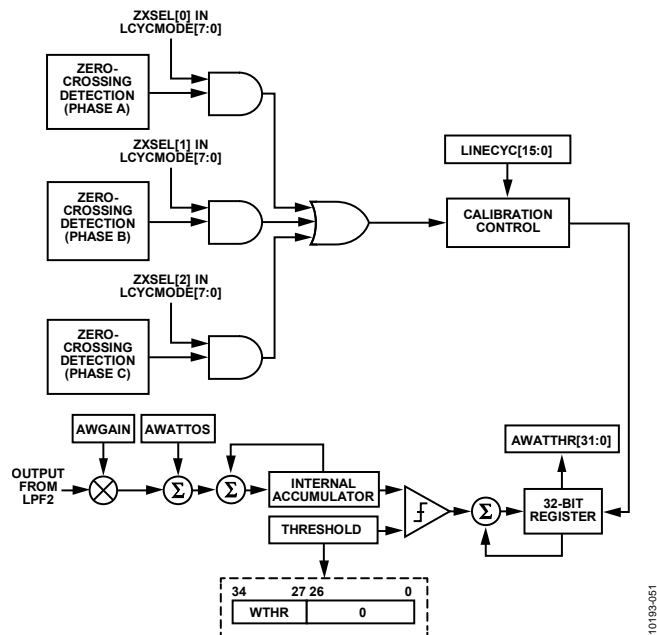 ZXSEL[0] IN
LCYCMODE[7:0]
ZERO-
CROSSING
DETECTION
(PHASE A)
ZXSEL[1] IN
LCYCMODE[7:0]
ZERO-
CROSSING
DETECTION
(PHASE B)
LINECYC[15:0]
CALIBRATION
CONTROL
ZXSEL[2] IN
LCYCMODE[7:0]
ZERO-
CROSSING
DETECTION
(PHASE C)
AWGAIN
AWATTOS
AWATTHR[31:0]
OUTPUT
FROM
LPF2
Σ
Σ
INTERNAL
ACCUMULATOR
Σ
32-BIT
REGISTER
THRESHOLD
34 27 26 0
WTHR 0
10193-051